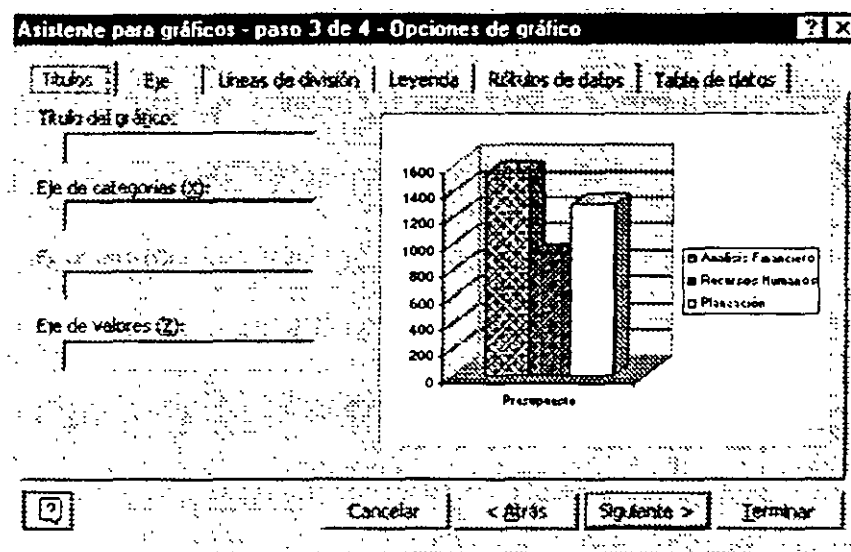 Asistente para gráficos - paso 3 de 4 - Opciones de gráfico
Títulos Eje Líneas de división Leyenda Rótulos de datos Tabla de datos
Título del gráfico:
Eje de categorías (X):
Eje de valores (Z):
1600
1400
1200
1000
800
600
400
200
0
Presupuesto
Analisis Financiero
Recursos Humanos
Planeación
Cancelar < Atrás Siguiente > Terminar